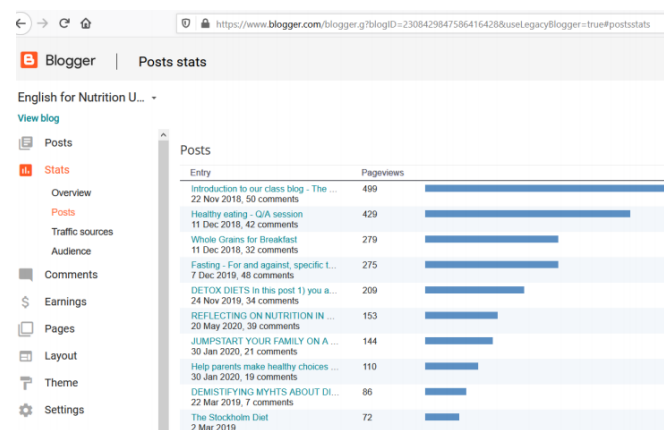 https://www.blogger.com/blogger.g?blogID=2308429847586416428&useLegacyBlogger=true#postsstats
Blogger | Posts stats
English for Nutrition U...
View blog
Posts
Stats
Overview
Posts
Traffic sources
Audience
Comments
Earnings
Pages
Layout
Theme
Settings
Posts
Entry Pageviews
Introduction to our class blog - The ... 499
22 Nov 2018, 50 comments
Healthy eating - Q/A session 429
11 Dec 2018, 42 comments
Whole Grains for Breakfast 279
11 Dec 2018, 32 comments
Fasting - For and against, specific t... 275
7 Dec 2019, 48 comments
DETOX DIETS In this post 1) you a... 209
24 Nov 2019, 34 comments
REFLECTING ON NUTRITION IN ... 153
20 May 2020, 39 comments
JUMPSTART YOUR FAMILY ON A ... 144
30 Jan 2020, 21 comments
Help parents make healthy choices ... 110
30 Jan 2020, 19 comments
DEMISTIFYING MYHTS ABOUT DI... 86
22 Mar 2019, 7 comments
The Stockholm Diet 72
2 Mar 2019